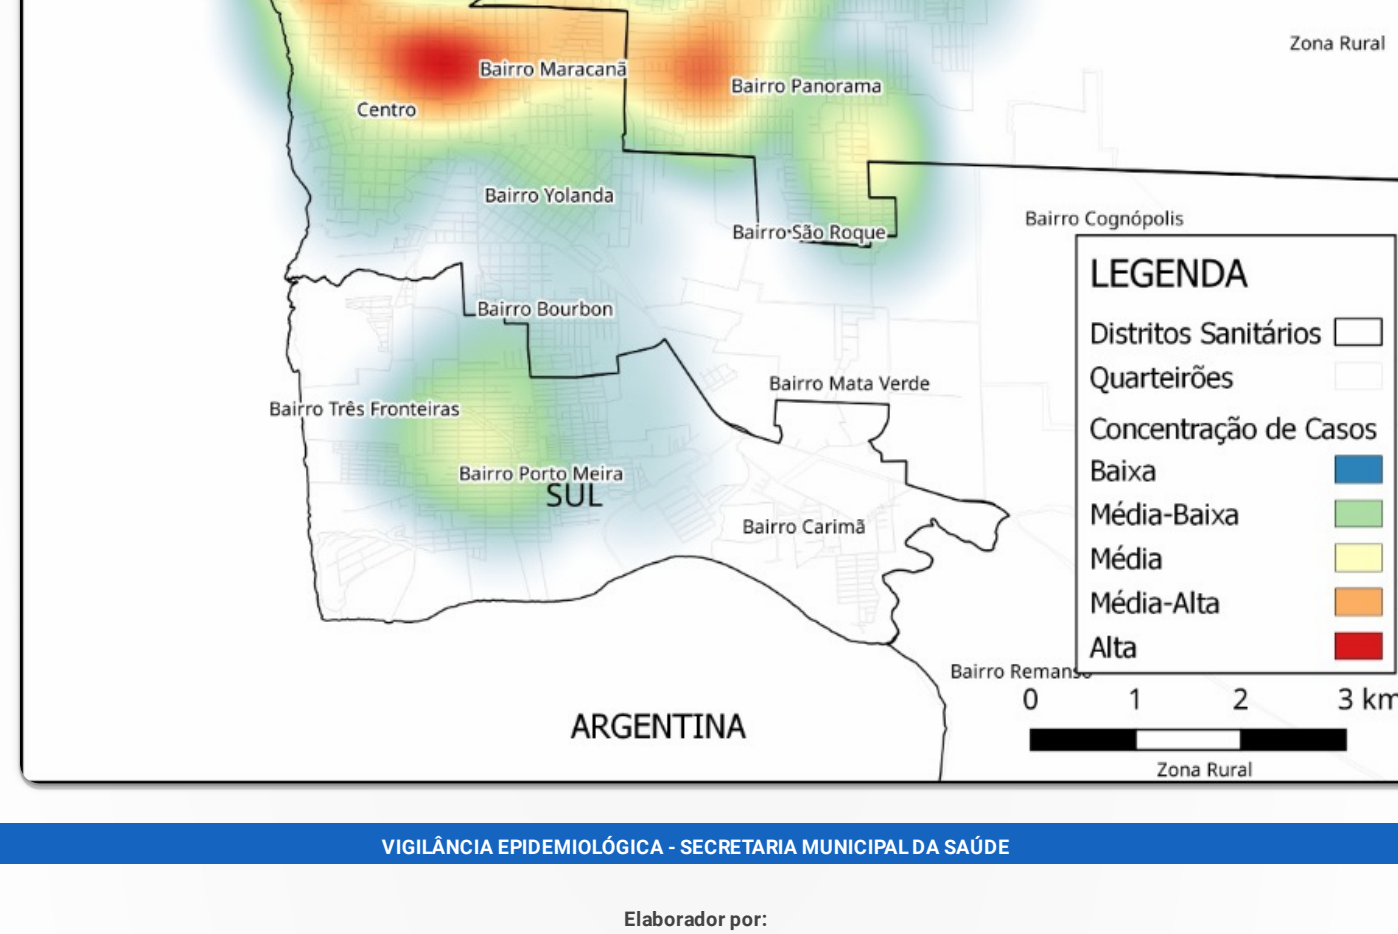 Zona Rural
Bairro Maracanã
Bairro Panorama
Centro
Bairro Yolanda
Bairro São Roque
Bairro Cognópolis
Bairro Bourbon
Bairro Mata Verde
Bairro Três Fronteiras
Bairro Porto Meira
SUL
Bairro Carimã
LEGENDA
Distritos Sanitários
Quarteirões
Concentração de Casos
Baixa
Média-Baixa
Média
Média-Alta
Alta
Bairro Remanso
0 1 2 3 km
ARGENTINA
Zona Rural
VIGILÂNCIA EPIDEMIOLÓGICA - SECRETARIA MUNICIPAL DA SAÚDE
Elaborador por: